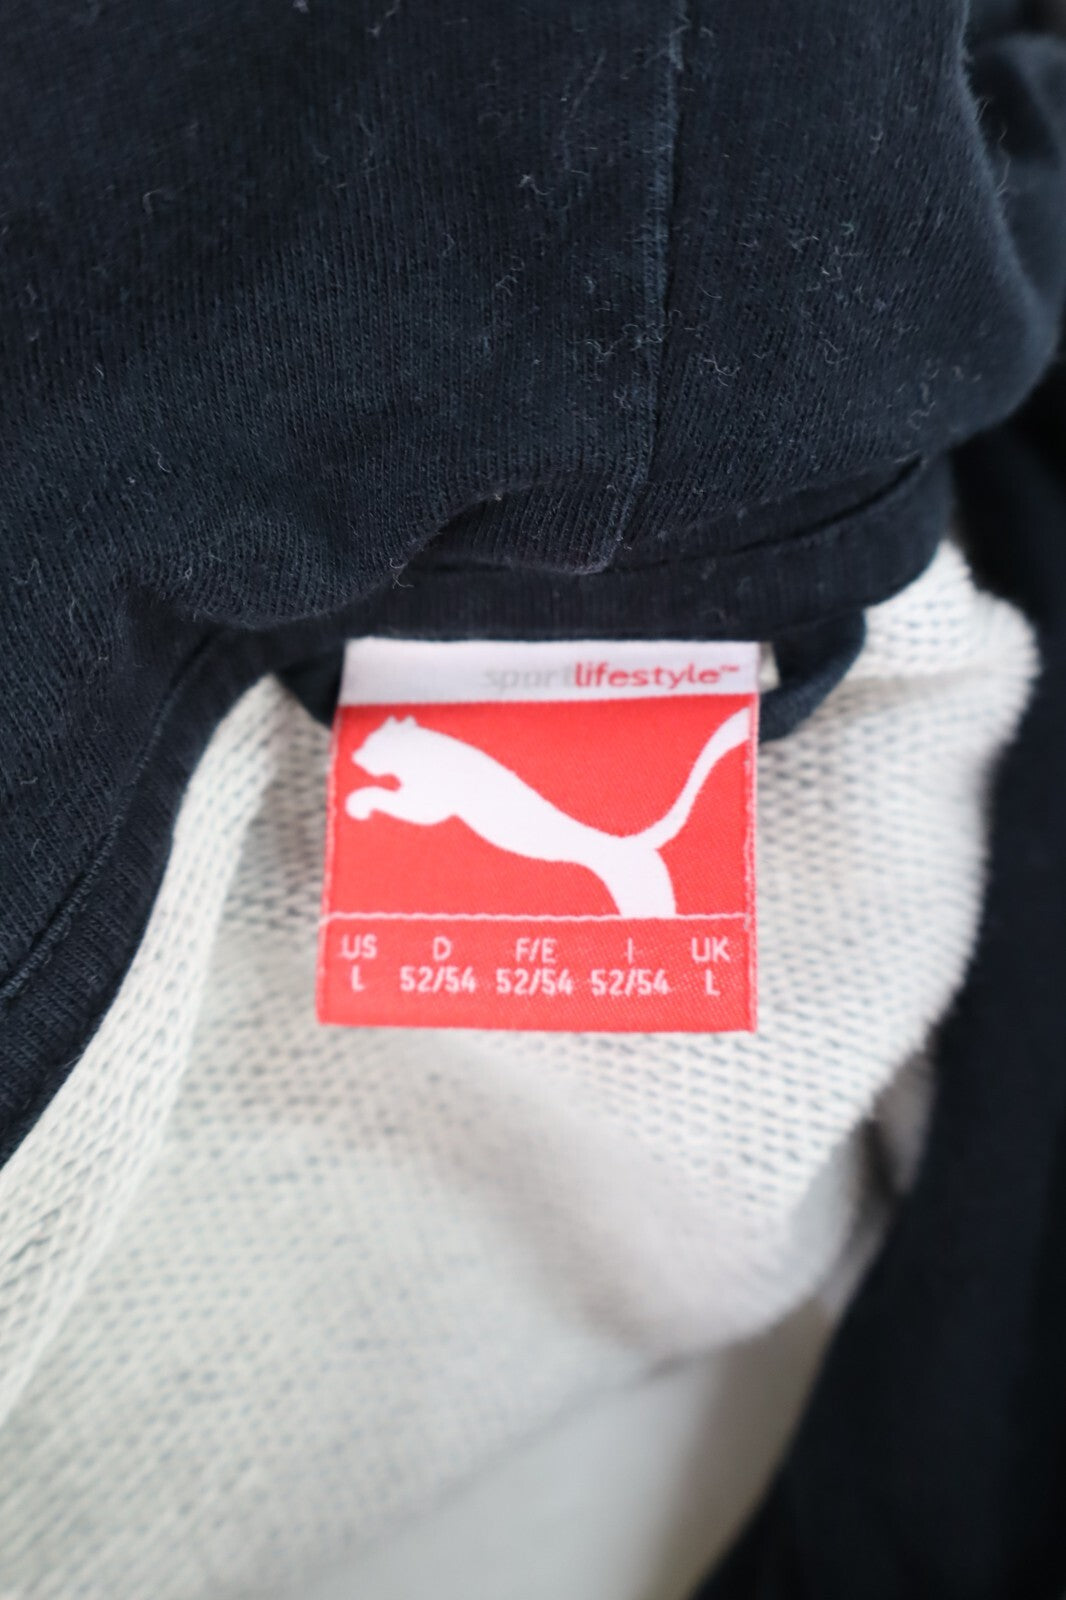 sportlifestyle™
US D F/E I UK
L 52/54 52/54 52/54 L